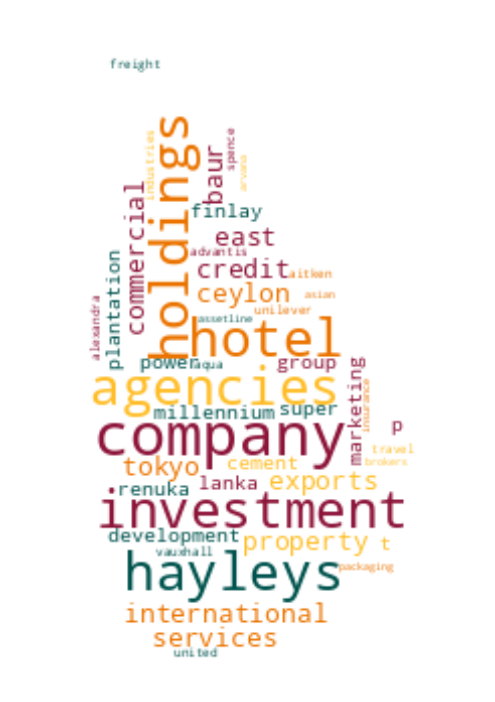 freight
holdings
industries
spence
baur
arvana
commercial
finlay
east
advantis
plantation
credit
aitken
ceylon
asian
alexandra
unilever
assetline
hotel
power
aqua
group
marketing
agencies
insurance
millennium
super
company
p
travel
tokyo
cement
brokers
renuka
lanka
exports
investment
development
property
t
vauxhall
hayleys
packaging
international
services
united